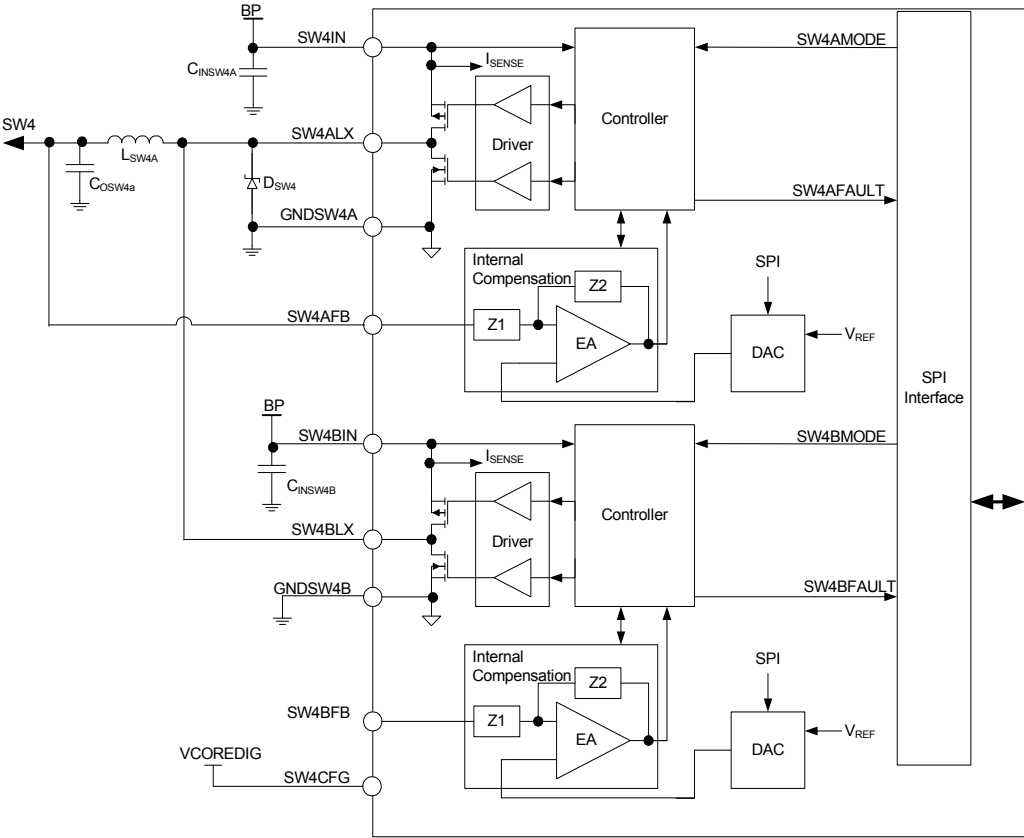 BP
SW4IN
SW4AMODE
CINSW4A
ISENSE
Controller
SW4
SW4ALX
Driver
LSW4A
COSW4a
DSW4
SW4AFAULT
GNDSW4A
Internal
Compensation
Z2
SPI
SW4AFB
Z1
EA
DAC
VREF
SPI
Interface
BP
SW4BIN
SW4BMODE
CINSW4B
ISENSE
Controller
SW4BLX
Driver
GNDSW4B
SW4BFAULT
Internal
Compensation
Z2
SPI
SW4BFB
Z1
EA
DAC
VREF
VCOREDIG
SW4CFG